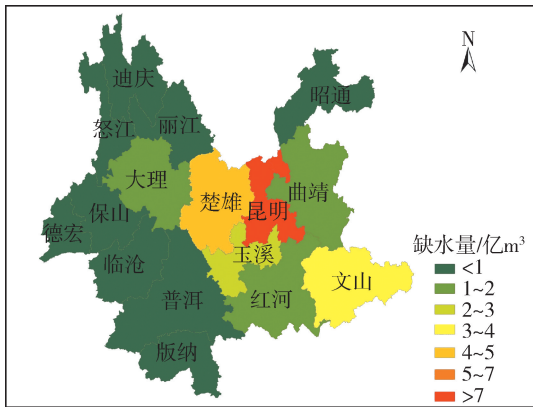 N
迪庆
昭通
怒江
丽江
大理
楚雄
昆明
曲靖
保山
德宏
玉溪
临沧
普洱
红河
文山
版纳
缺水量/亿m³
<1
1~2
2~3
3~4
4~5
5~7
>7